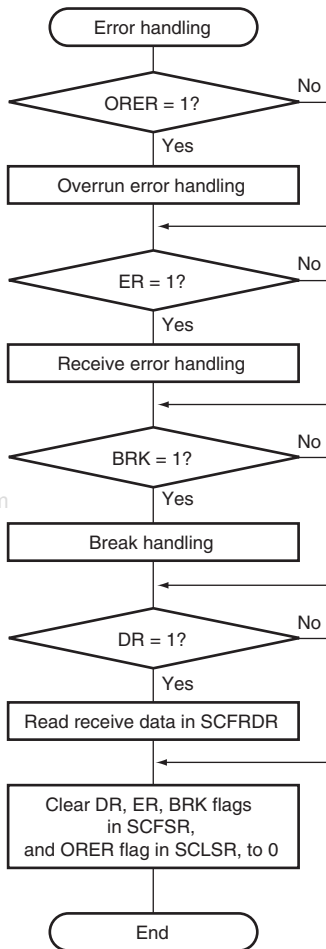 Error handling
ORER = 1?
No
Yes
Overrun error handling
ER = 1?
No
Yes
Receive error handling
BRK = 1?
No
Yes
Break handling
DR = 1?
No
Yes
Read receive data in SCFRDR
Clear DR, ER, BRK flags
in SCFSR,
and ORER flag in SCLSR, to 0
End